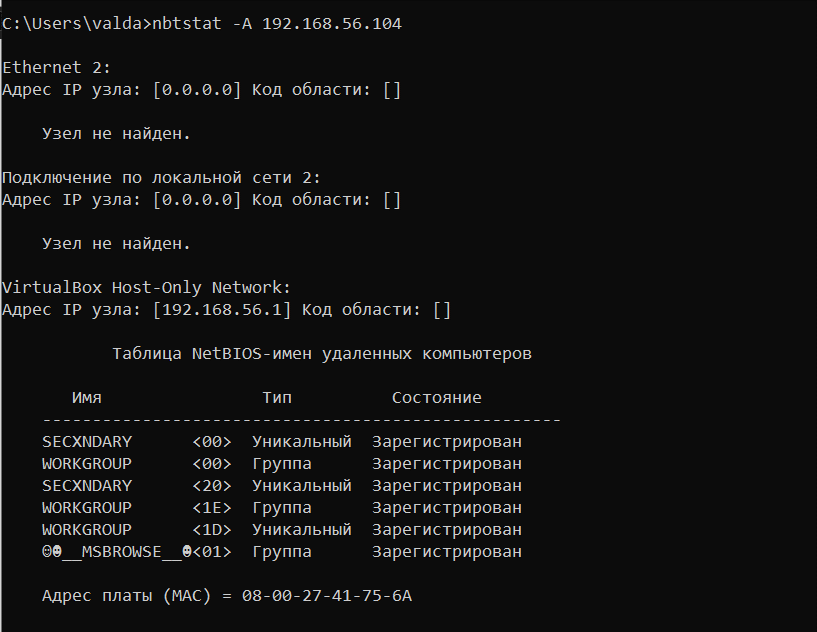 C:\Users\valda>nbtstat -A 192.168.56.104
Ethernet 2:
Адрес IP узла: [0.0.0.0] Код области: []
Узел не найден.
Подключение по локальной сети 2:
Адрес IP узла: [0.0.0.0] Код области: []
Узел не найден.
VirtualBox Host-Only Network:
Адрес IP узла: [192.168.56.1] Код области: []
Таблица NetBIOS-имен удаленных компьютеров
Имя Тип Состояние
----------------------------------------------------
SECXNDARY <00> Уникальный Зарегистрирован
WORKGROUP <00> Группа Зарегистрирован
SECXNDARY <20> Уникальный Зарегистрирован
WORKGROUP <1E> Группа Зарегистрирован
WORKGROUP <1D> Уникальный Зарегистрирован
☺☻__MSBROWSE__☻<01> Группа Зарегистрирован
Адрес платы (MAC) = 08-00-27-41-75-6A